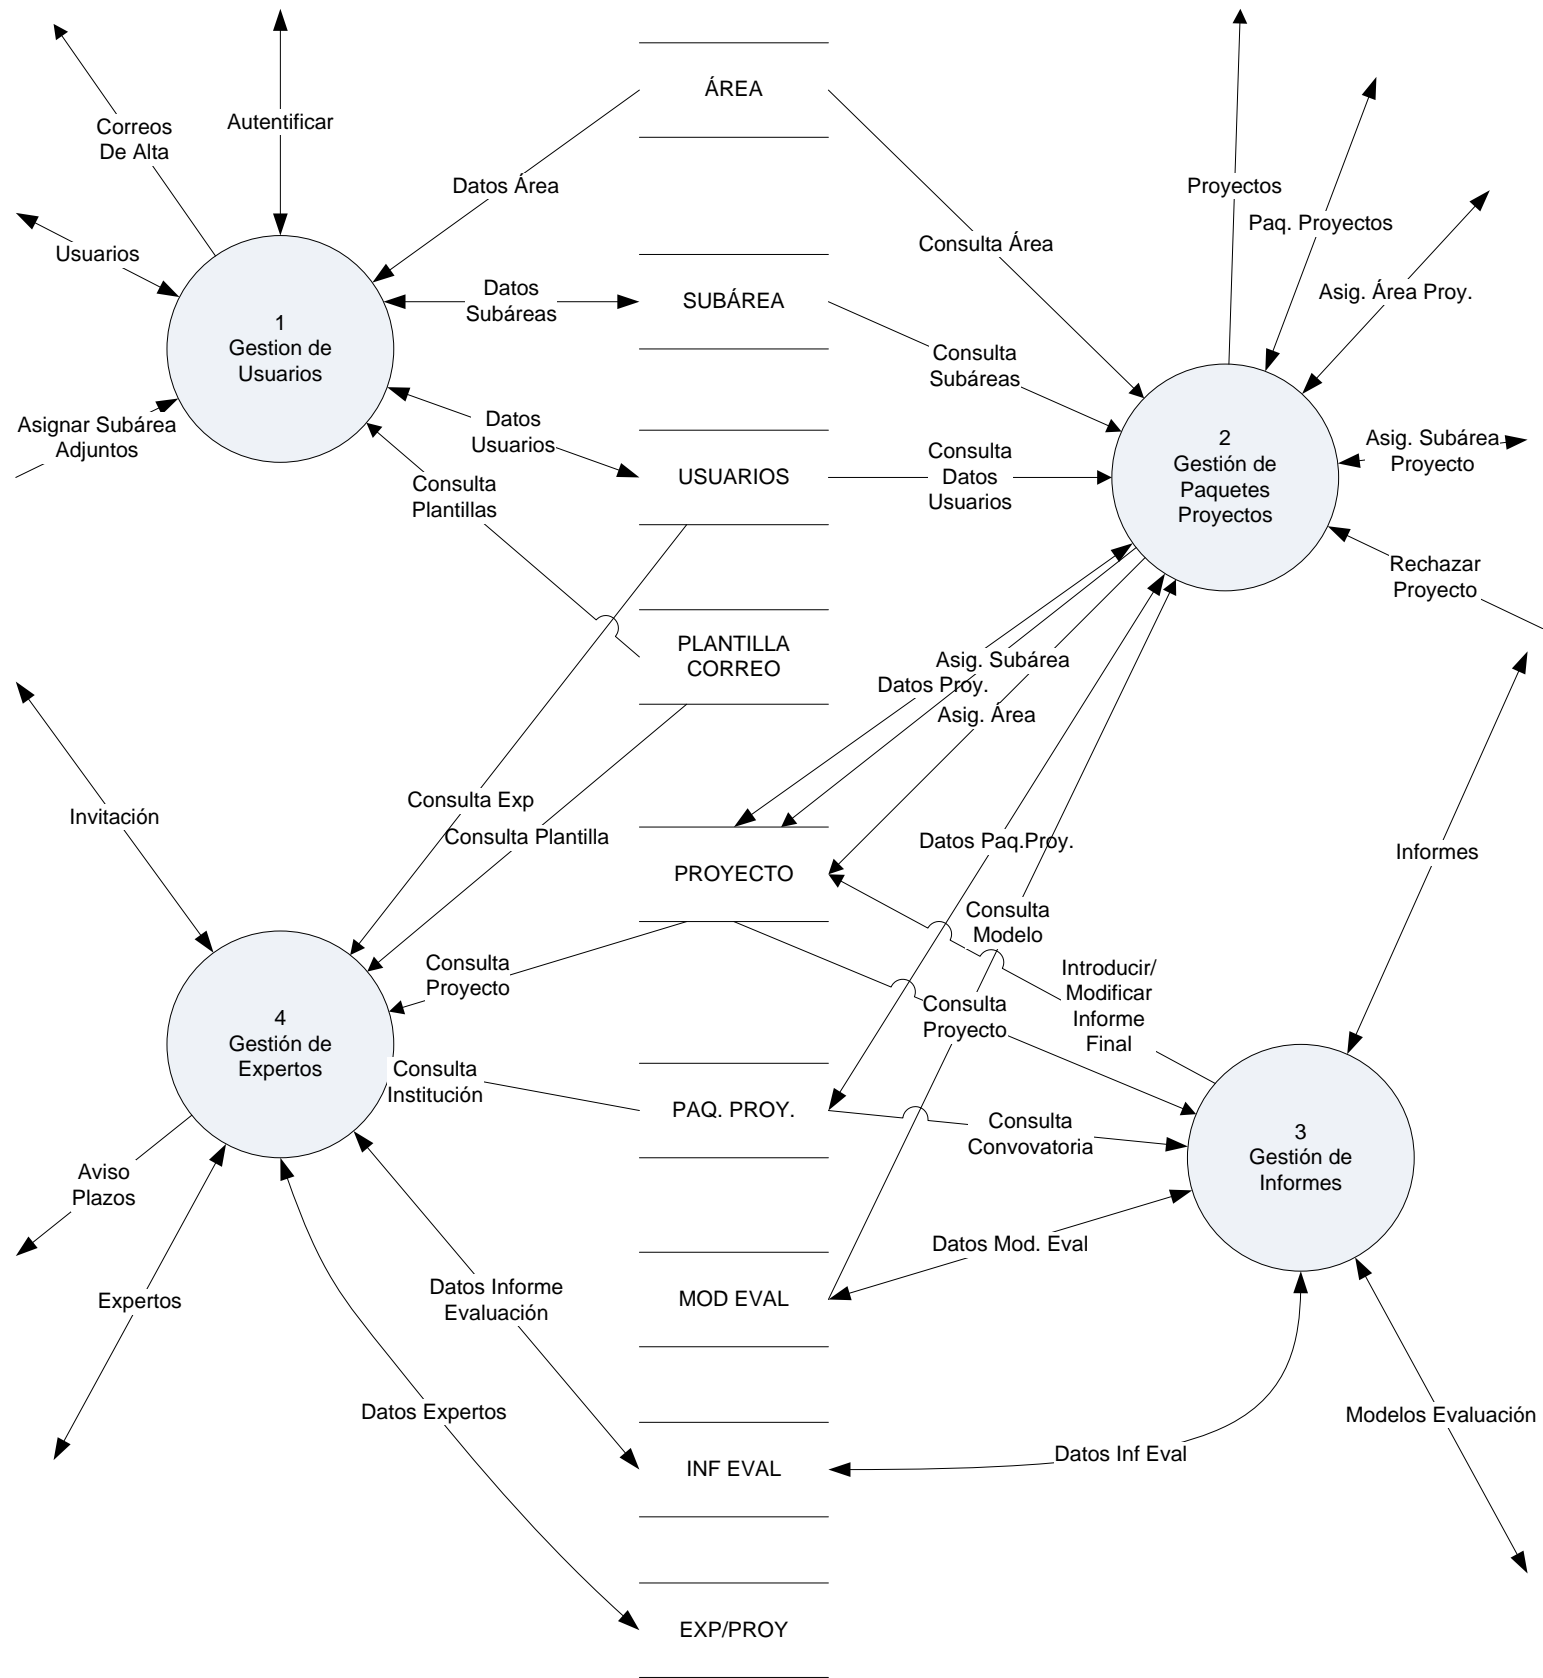 ÁREA
Correos
De Alta
Autentificar
Datos Área
Proyectos
Paq. Proyectos
Usuarios
Consulta Área
Datos
Subáreas
SUBÁREA
Asig. Área Proy.
1
Gestion de
Usuarios
Consulta
Subáreas
Asignar Subárea
Adjuntos
Datos
Usuarios
USUARIOS
Consulta
Datos
Usuarios
2
Gestión de
Paquetes
Proyectos
Asig. Subárea
Proyecto
Consulta
Plantillas
Rechazar
Proyecto
PLANTILLA
CORREO
Asig. Subárea
Datos Proy.
Asig. Área
Invitación
Consulta Exp
Consulta Plantilla
PROYECTO
Datos Paq.Proy.
Informes
Consulta
Modelo
Consulta
Proyecto
Introducir/
Modificar
Informe
Final
Consulta
Proyecto
4
Gestión de
Expertos
Consulta
Institución
PAQ. PROY.
Consulta
Convovatoria
3
Gestión de
Informes
Aviso
Plazos
Datos Mod. Eval
Expertos
Datos Informe
Evaluación
MOD EVAL
Datos Expertos
Modelos Evaluación
INF EVAL
Datos Inf Eval
EXP/PROY